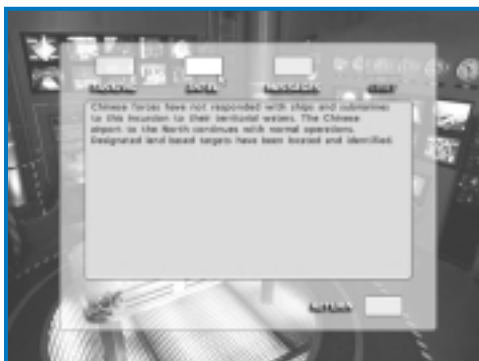 Chinese forces have not responded with ships and submarines
to this incursion to their territorial waters. The Chinese
airport to the North continues with normal operations.
Designated land based targets have been located and identified.
RETURN